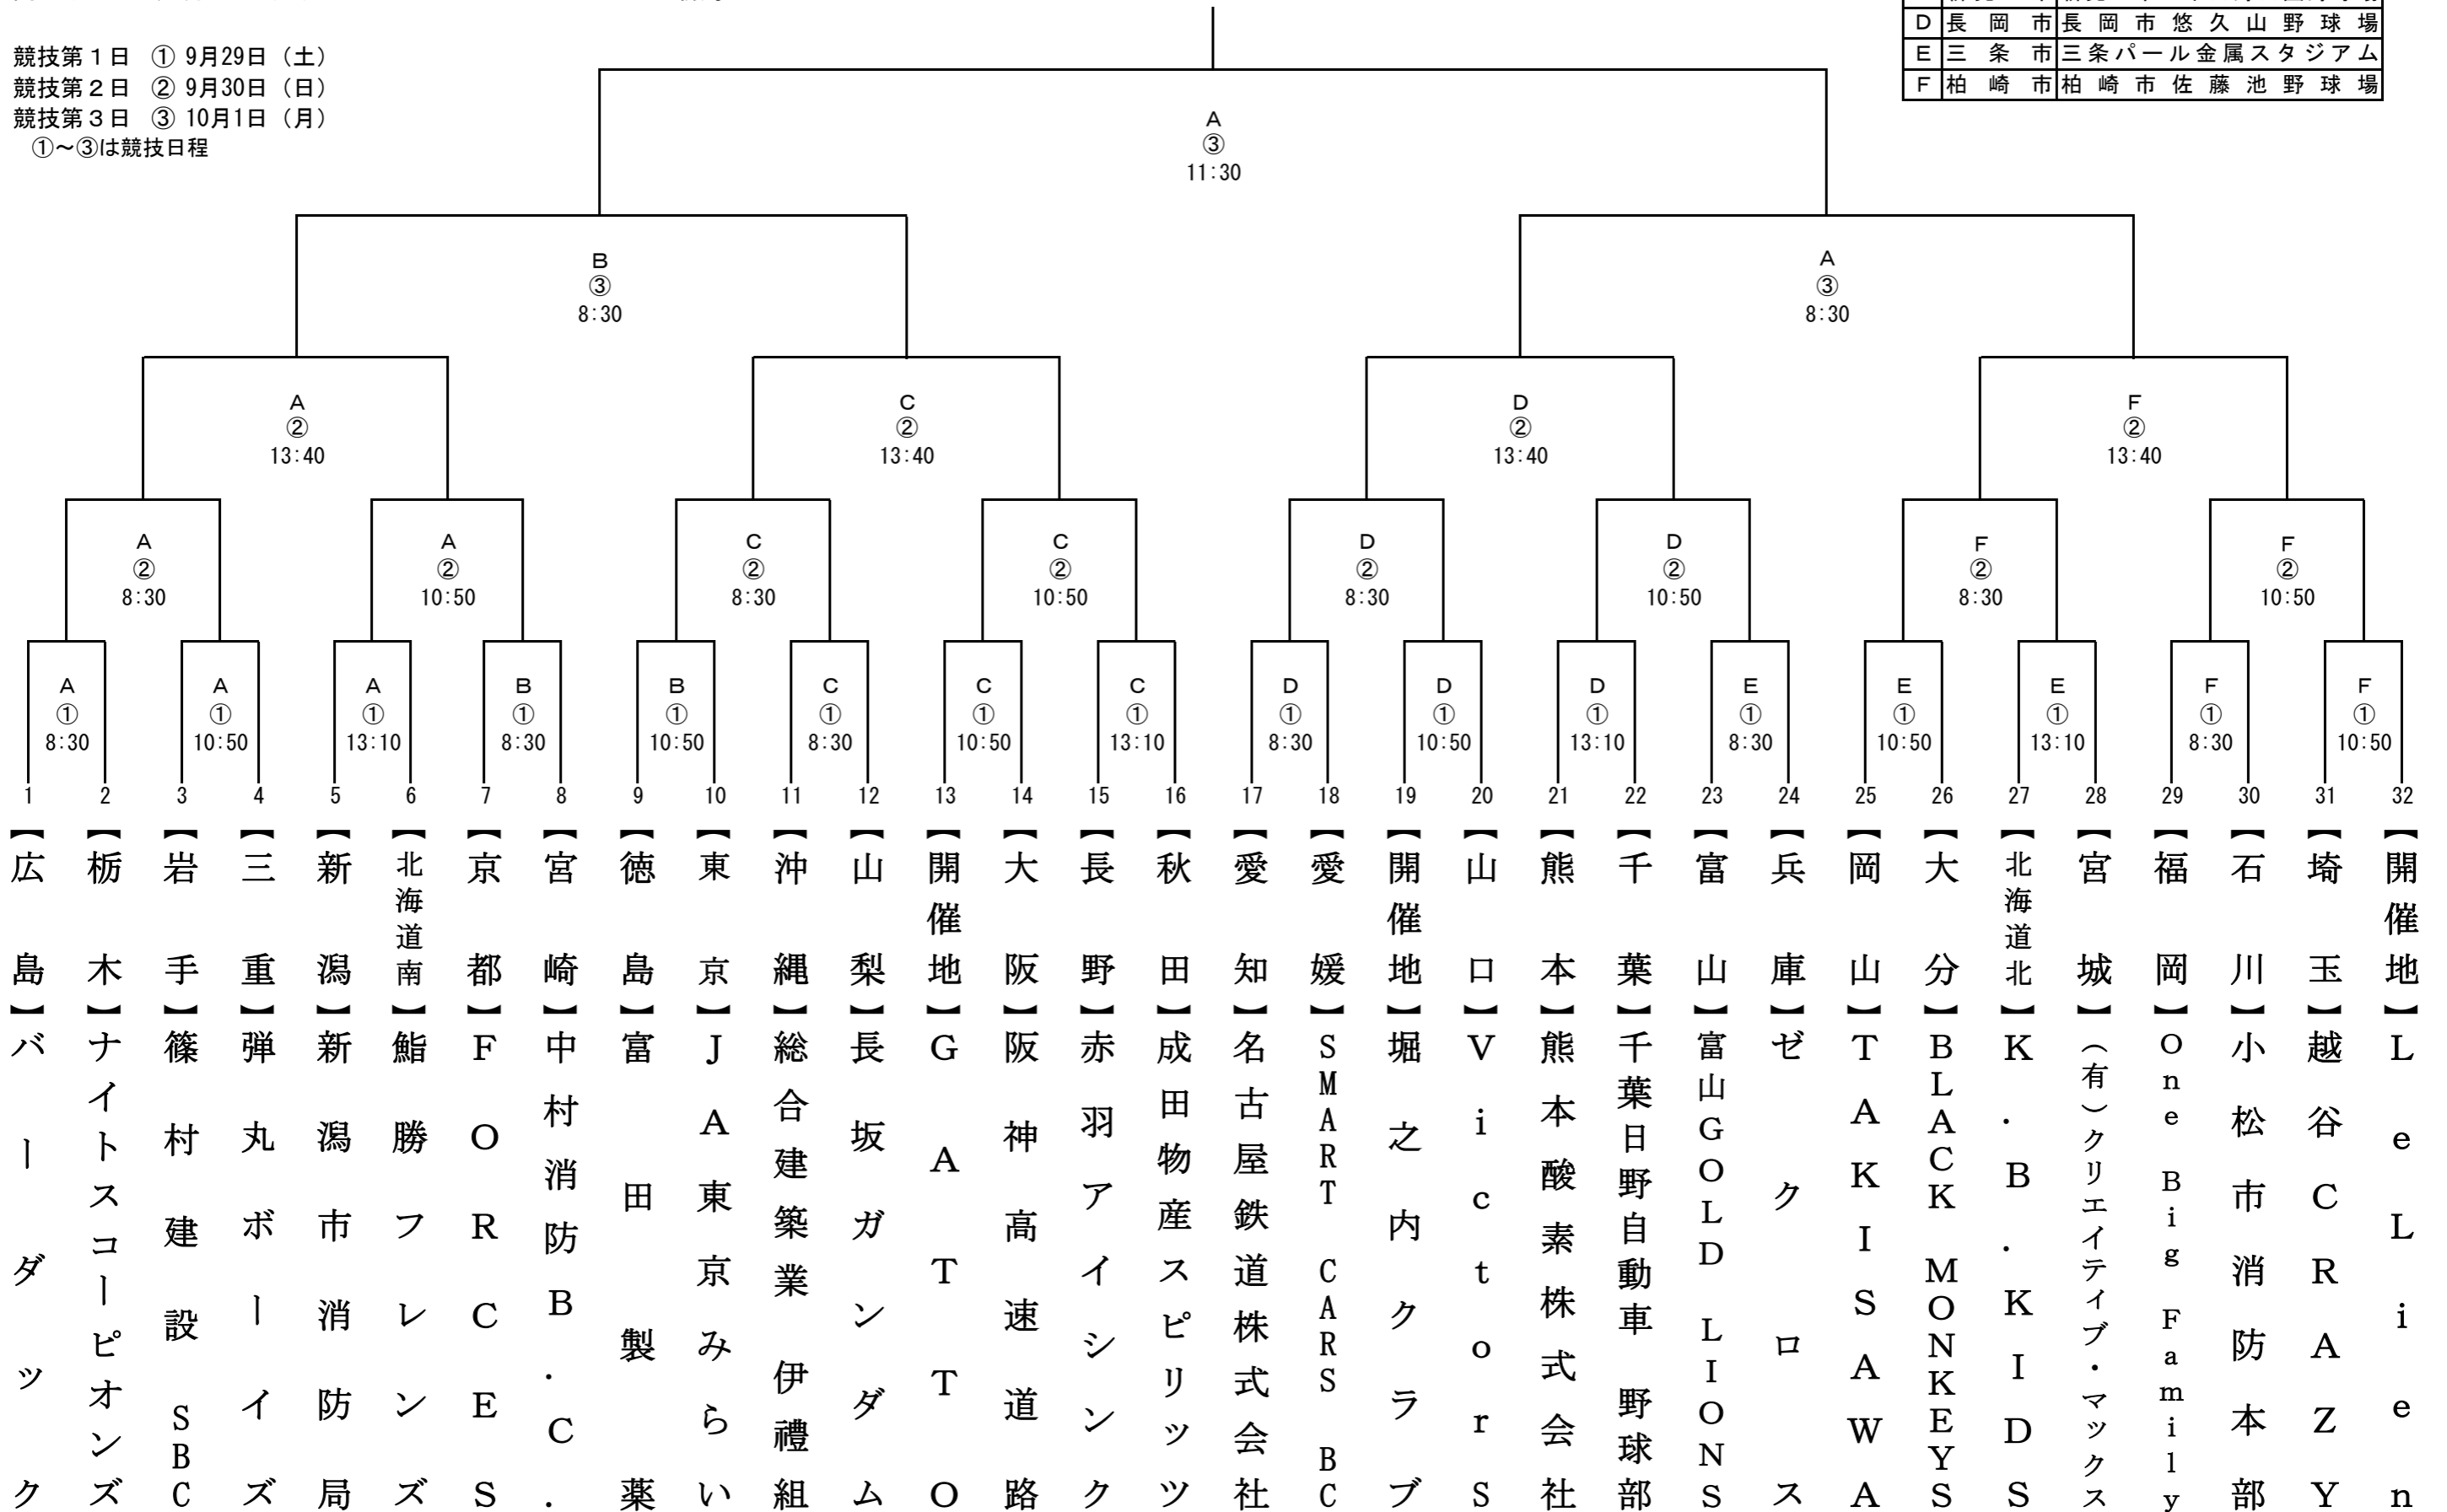 競技第１日 ① 9月29日（土）
競技第２日 ② 9月30日（日）
競技第３日 ③ 10月1日（月）
①～③は競技日程
D 長岡市 長岡市悠久山野球場
E 三条市 三条パール金属スタジアム
F 柏崎市 柏崎市佐藤池野球場
A
③
11:30
B
③
8:30
A
③
8:30
A
②
13:40
C
②
13:40
D
②
13:40
F
②
13:40
A
②
8:30
A
②
10:50
C
②
8:30
C
②
10:50
D
②
8:30
D
②
10:50
F
②
8:30
F
②
10:50
A
①
8:30
A
①
10:50
A
①
13:10
B
①
8:30
B
①
10:50
C
①
8:30
C
①
10:50
C
①
13:10
D
①
8:30
D
①
10:50
D
①
13:10
E
①
8:30
E
①
10:50
E
①
13:10
F
①
8:30
F
①
10:50
1 【広島】バーダック
2 【栃木】ナイトスコーピオンズ
3 【岩手】篠村建設 SBC
4 【三重】弾丸ボーイズ
5 【新潟】新潟市消防局
6 【北海道南】鮨勝フレンズ
7 【京都】FORCES
8 【宮崎】中村消防B.C.
9 【徳島】富田製薬
10 【東京】JA東京みらい
11 【沖縄】総合建築業 伊禮組
12 【山梨】長坂ガンダム
13 【開催地】GATTO
14 【大阪】阪神高速道路
15 【長野】赤羽アイシンク
16 【秋田】成田物産スピリッツ
17 【愛知】名古屋鉄道株式会社
18 【愛媛】SMART CARS BC
19 【開催地】堀之内クラブ
20 【山口】VictorS
21 【熊本】熊本酸素株式会社
22 【千葉】千葉日野自動車 野球部
23 【富山】富山GOLD LIONS
24 【兵庫】ゼクロス
25 【岡山】TAKISAWA
26 【大分】BLACK MONKEYS
27 【北海道北】K.B.KIDS
28 【宮城】（有）クリエイティブ・マックス
29 【福岡】One Big Family
30 【石川】小松市消防本部
31 【埼玉】越谷CRAZY
32 【開催地】LeLien